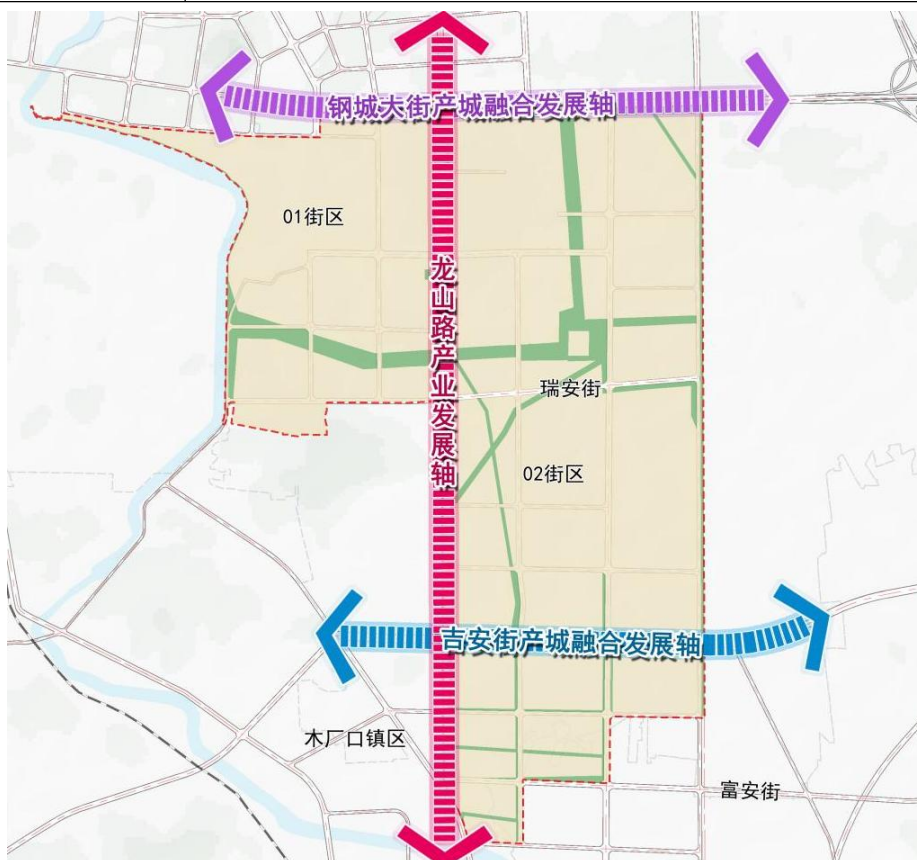 钢城大街产城融合发展轴
01街区
龙山路产业发展轴
瑞安街
02街区
吉安街产城融合发展轴
木厂口镇区
富安街